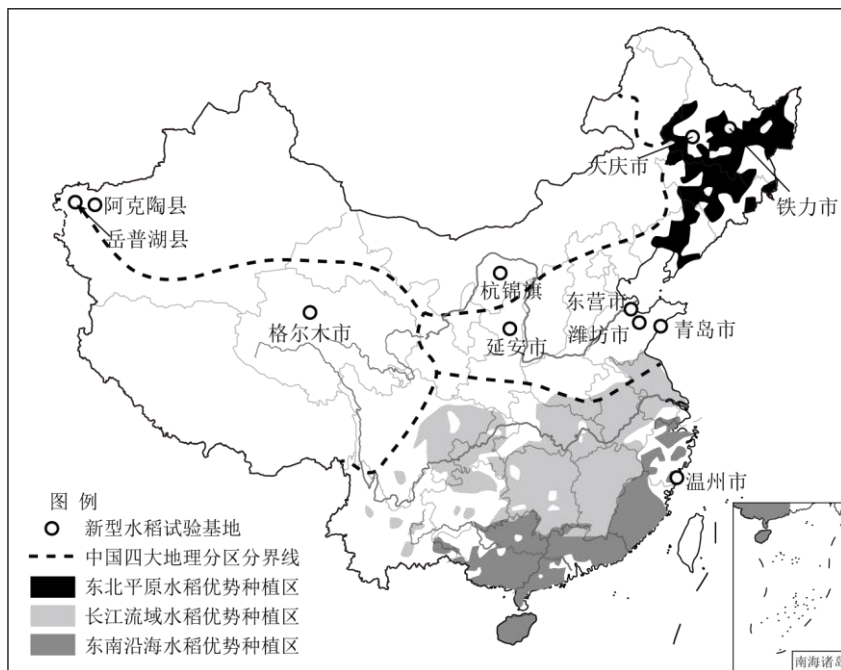 大庆市
铁力市
阿克陶县
岳普湖县
杭锦旗
格尔木市
延安市
东营市
潍坊市
青岛市
温州市
图 例
新型水稻试验基地
中国四大地理分区分界线
东北平原水稻优势种植区
长江流域水稻优势种植区
东南沿海水稻优势种植区
南海诸岛